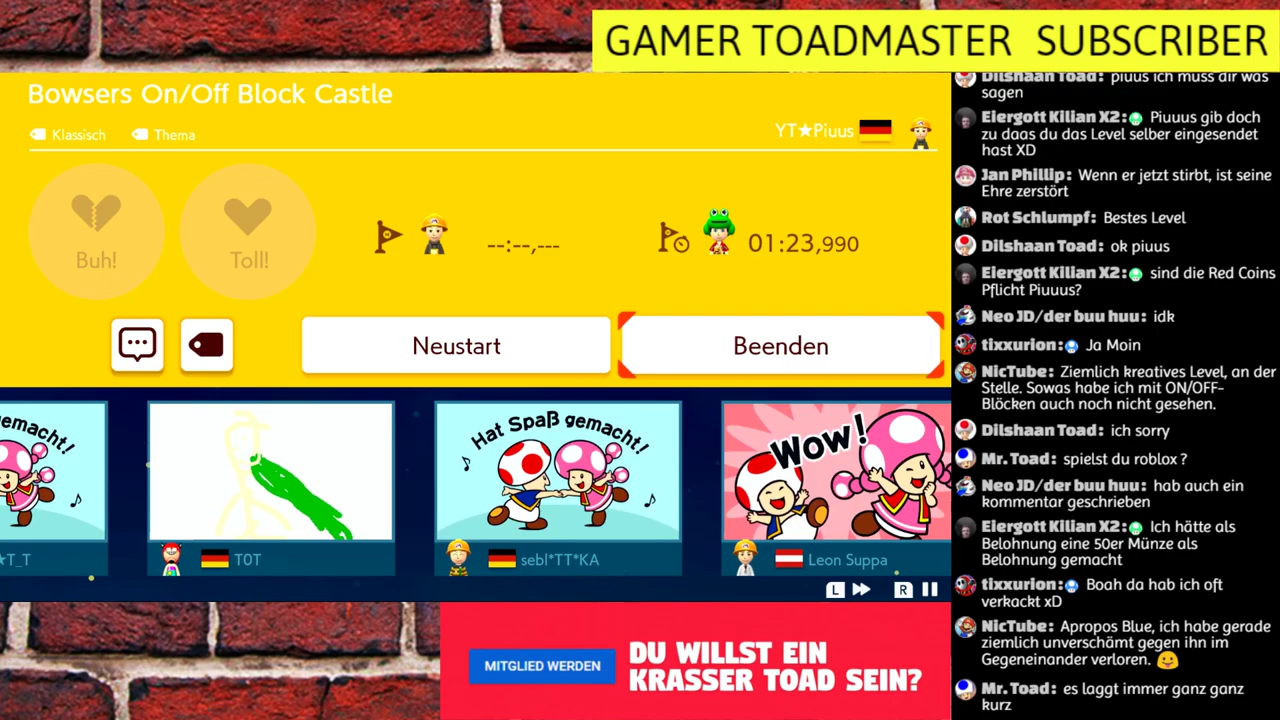 GAMER TOADMASTER SUBSCRIBER
Bowsers On/Off Block Castle
Klassisch Thema
YT★Piuus
Buh!
Toll!
--:--,---
01:23,990
Neustart
Beenden
gemacht!
★T_T
T0T
Hat Spaß gemacht!
sebl*TT*KA
Wow!
Leon Suppa
L R
MITGLIED WERDEN
DU WILLST EIN
KRASSER TOAD SEIN?
Dilshaan Toad: piuus ich muss dir was
sagen
Eiergott Kilian X2: Piuuus gib doch
zu daas du das Level selber eingesendet
hast XD
Jan Phillip: Wenn er jetzt stirbt, ist seine
Ehre zerstört
Rot Schlumpf: Bestes Level
Dilshaan Toad: ok piuus
Eiergott Kilian X2: sind die Red Coins
Pflicht Piuuus?
Neo JD/der buu huu: idk
tixxurion: Ja Moin
NicTube: Ziemlich kreatives Level, an der
Stelle. Sowas habe ich mit ON/OFF-
Blöcken auch noch nicht gesehen.
Dilshaan Toad: ich sorry
Mr. Toad: spielst du roblox ?
Neo JD/der buu huu: hab auch ein
kommentar geschrieben
Eiergott Kilian X2: Ich hätte als
Belohnung eine 50er Münze als
Belohnung gemacht
tixxurion: Boah da hab ich oft
verkackt xD
NicTube: Apropos Blue, ich habe gerade
ziemlich unverschämt gegen ihn im
Gegeneinander verloren.
Mr. Toad: es laggt immer ganz ganz
kurz